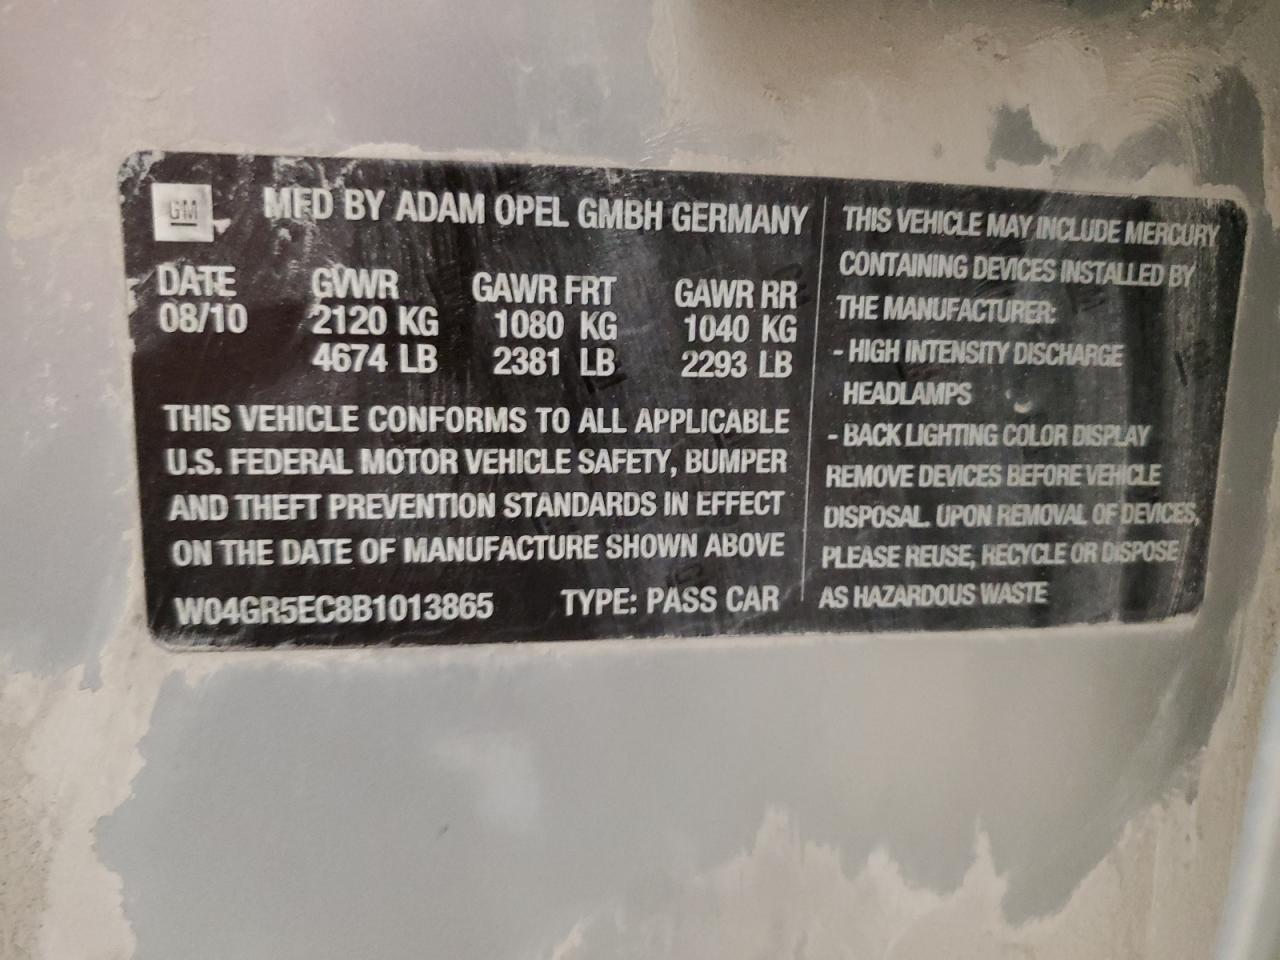 GM MFD BY ADAM OPEL GMBH GERMANY
DATE GVWR GAWR FRT GAWR RR
08/10 2120 KG 1080 KG 1040 KG
4674 LB 2381 LB 2293 LB
THIS VEHICLE CONFORMS TO ALL APPLICABLE
U.S. FEDERAL MOTOR VEHICLE SAFETY, BUMPER
AND THEFT PREVENTION STANDARDS IN EFFECT
ON THE DATE OF MANUFACTURE SHOWN ABOVE
W04GR5EC8B1013865 TYPE: PASS CAR
THIS VEHICLE MAY INCLUDE MERCURY
CONTAINING DEVICES INSTALLED BY
THE MANUFACTURER:
- HIGH INTENSITY DISCHARGE
HEADLAMPS
- BACK LIGHTING COLOR DISPLAY
REMOVE DEVICES BEFORE VEHICLE
DISPOSAL. UPON REMOVAL OF DEVICES,
PLEASE REUSE, RECYCLE OR DISPOSE
AS HAZARDOUS WASTE